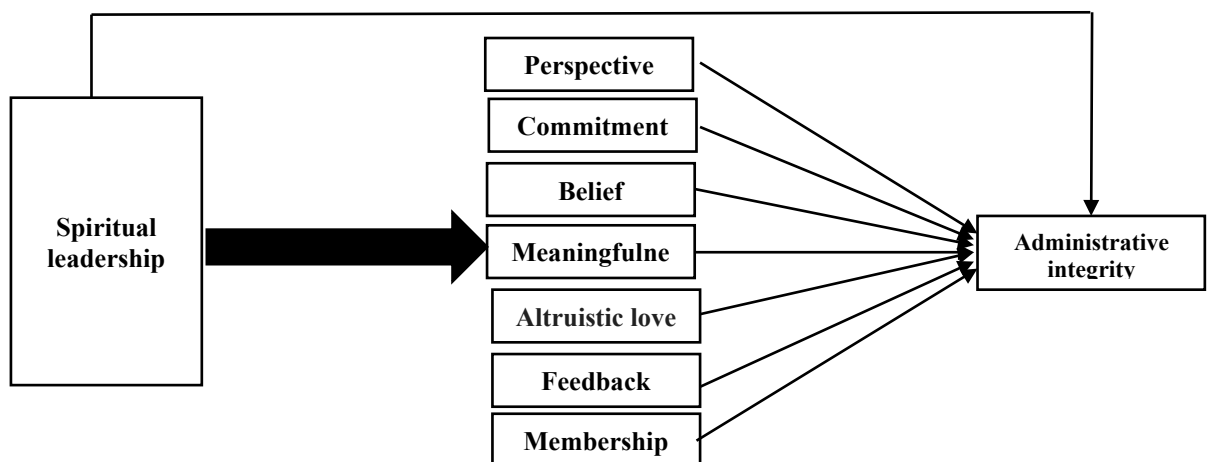 Perspective
Commitment
Belief
Spiritual
leadership
Meaningfulne
Administrative
integrity
Altruistic love
Feedback
Membership